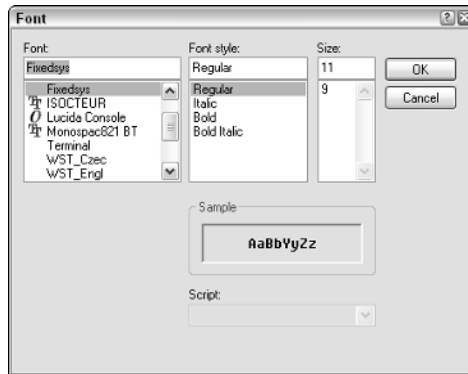 Font
Font:
Fixedsys
Fixedsys
ISOCTEUR
Lucida Console
Monospac821 BT
Terminal
WST_Czec
WST_Engl
Font style:
Regular
Regular
Italic
Bold
Bold Italic
Size:
11
9
OK
Cancel
Sample
AaBbYyZz
Script: